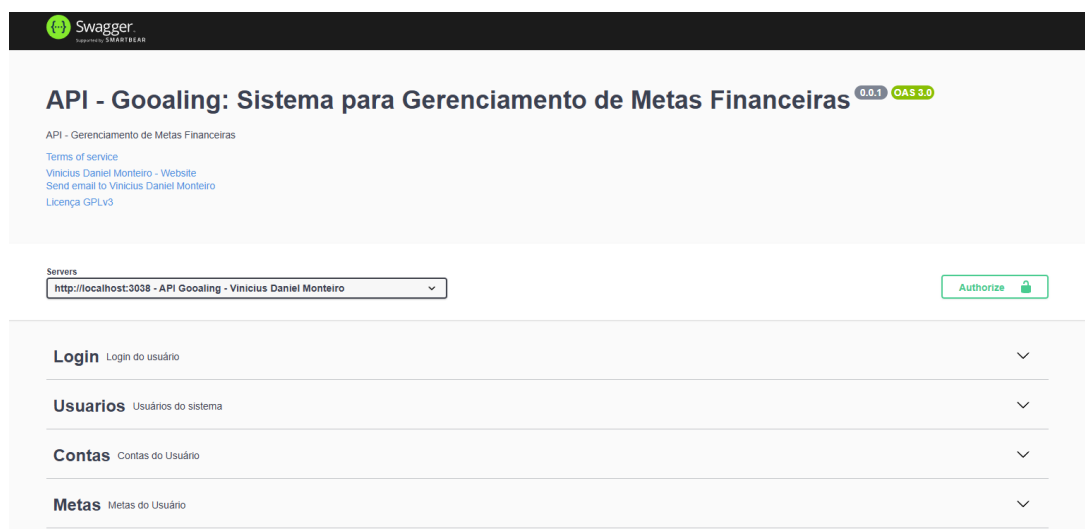 Swagger.
Supported by SMARTBEAR
API - Gooaling: Sistema para Gerenciamento de Metas Financeiras 0.0.1 OAS 3.0
API - Gerenciamento de Metas Financeiras
Terms of service
Vinicius Daniel Monteiro - Website
Send email to Vinicius Daniel Monteiro
Licença GPLv3
Servers
http://localhost:3038 - API Gooaling - Vinicius Daniel Monteiro
Authorize
Login Login do usuário
Usuarios Usuários do sistema
Contas Contas do Usuário
Metas Metas do Usuário